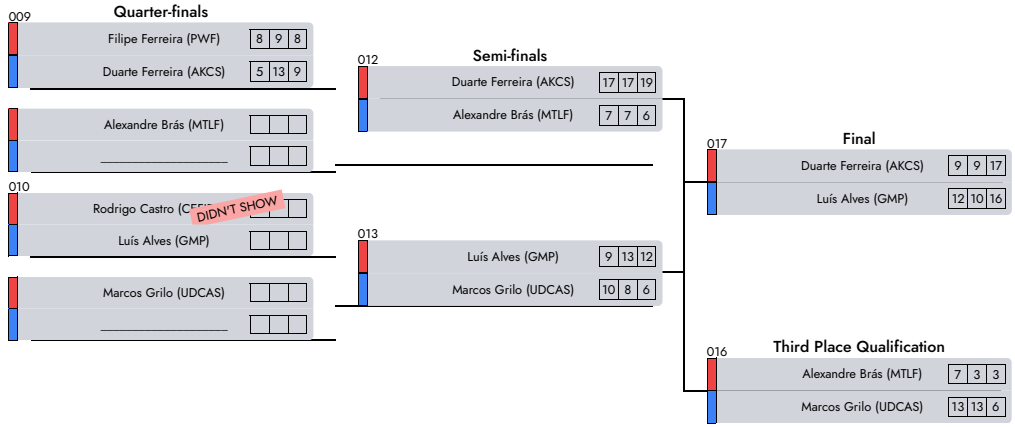 Quarter-finals
009
Filipe Ferreira (PWF) 8 9 8
Duarte Ferreira (AKCS) 5 13 9
Alexandre Brás (MTLF)
010
Rodrigo Castro
DIDN'T SHOW
Luís Alves (GMP)
Marcos Grilo (UDCAS)
Semi-finals
012
Duarte Ferreira (AKCS) 17 17 19
Alexandre Brás (MTLF) 7 7 6
013
Luís Alves (GMP) 9 13 12
Marcos Grilo (UDCAS) 10 8 6
Final
017
Duarte Ferreira (AKCS) 9 9 17
Luís Alves (GMP) 12 10 16
Third Place Qualification
016
Alexandre Brás (MTLF) 7 3 3
Marcos Grilo (UDCAS) 13 13 6